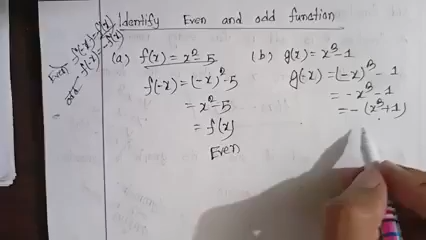 Identify Even and odd function
Even f(-x)=f(x)
odd f(-x)=-f(x)
(a) f(x)=x²-5
f(-x)=(-x)²-5
=x²-5
=f(x)
Even
(b) g(x)=x³-1
g(-x)=(-x)³-1
=-x³-1
=-(x³+1)